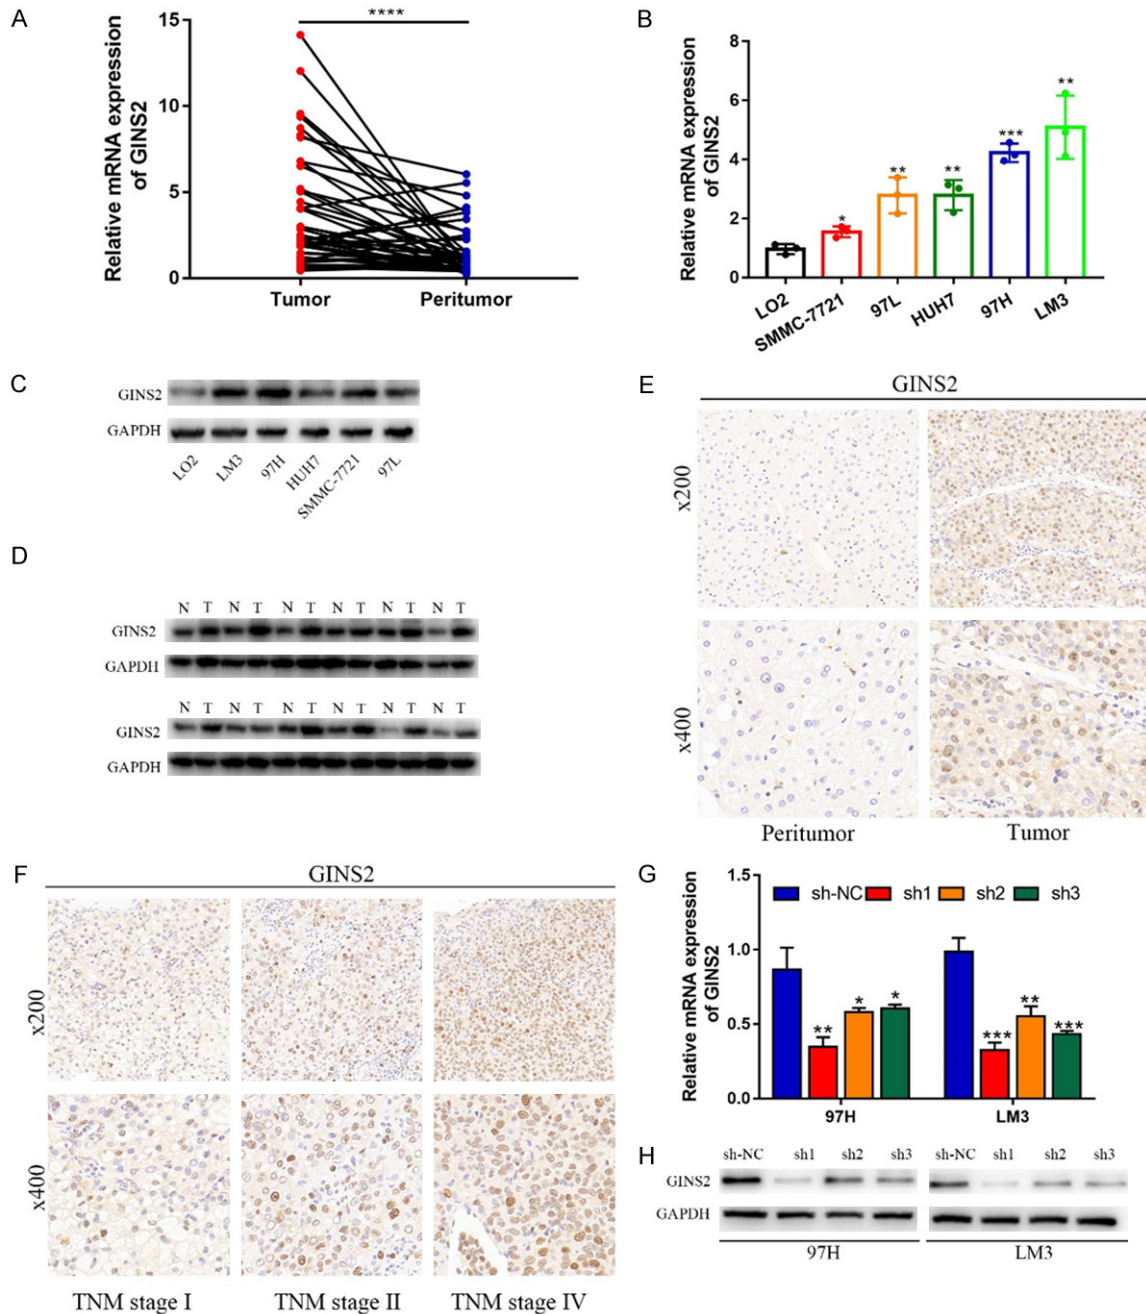 A
Relative mRNA expression
of GINS2
15
10
5
0
****
Tumor
Peritumor
B
Relative mRNA expression
of GINS2
8
6
4
2
0
*
**
**
***
**
LO2
SMMC-7721
97L
HUH7
97H
LM3
C
GINS2
GAPDH
LO2
LM3
97H
HUH7
SMMC-7721
97L
D
N T N T N T N T N T N T
GINS2
GAPDH
N T N T N T N T N T N T
GINS2
GAPDH
E
GINS2
x200
x400
Peritumor
Tumor
F
GINS2
x200
x400
TNM stage I
TNM stage II
TNM stage IV
G
Relative mRNA expression
of GINS2
1.5
1.0
0.5
0.0
sh-NC sh1 sh2 sh3
** * *
*** ** ***
97H
LM3
H
sh-NC sh1 sh2 sh3 sh-NC sh1 sh2 sh3
GINS2
GAPDH
97H
LM3